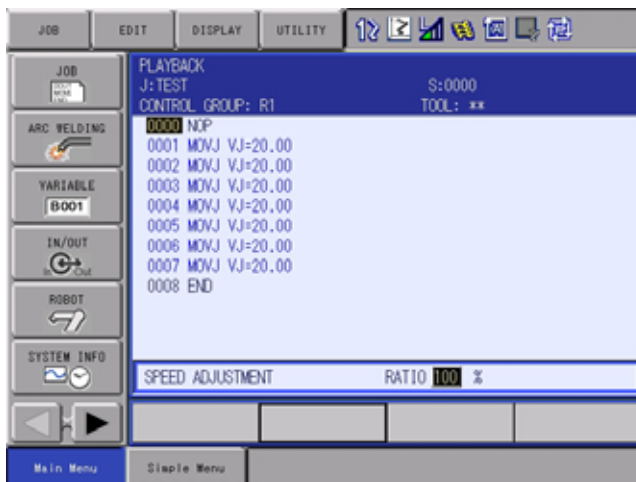 JOB EDIT DISPLAY UTILITY
JOB
ARC WELDING
VARIABLE
B001
IN/OUT
In Out
ROBOT
SYSTEM INFO
PLAYBACK
J:TEST S:0000
CONTROL GROUP: R1 TOOL: **
0000 NOP
0001 MOVJ VJ=20.00
0002 MOVJ VJ=20.00
0003 MOVJ VJ=20.00
0004 MOVJ VJ=20.00
0005 MOVJ VJ=20.00
0006 MOVJ VJ=20.00
0007 MOVJ VJ=20.00
0008 END
SPEED ADJUSTMENT RATIO 100 %
Main Menu Simple Menu